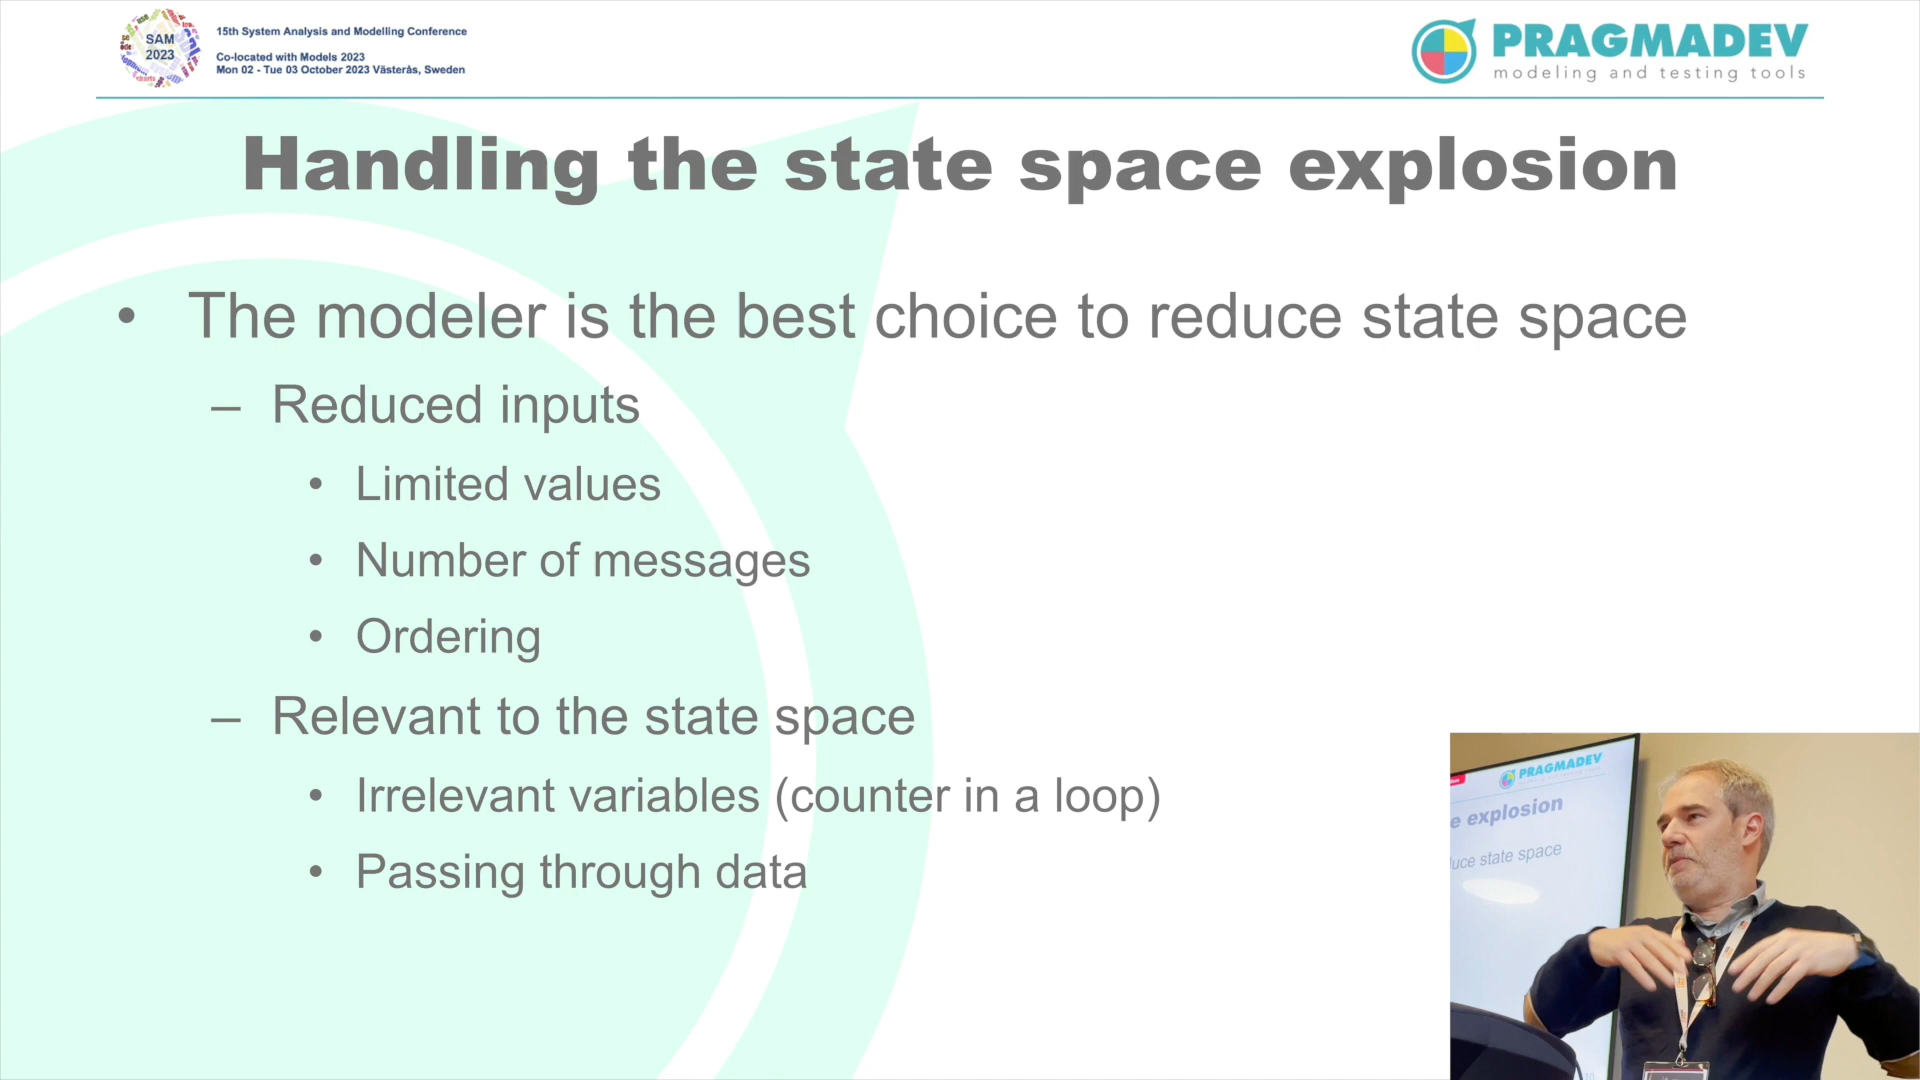 SAM
2023
15th System Analysis and Modelling Conference
Co-located with Models 2023
Mon 02 - Tue 03 October 2023 Västerås, Sweden
PRAGMADEV
modeling and testing tools
Handling the state space explosion
• The modeler is the best choice to reduce state space
– Reduced inputs
• Limited values
• Number of messages
• Ordering
– Relevant to the state space
• Irrelevant variables (counter in a loop)
• Passing through data
PRAGMADEV
e explosion
uce state space